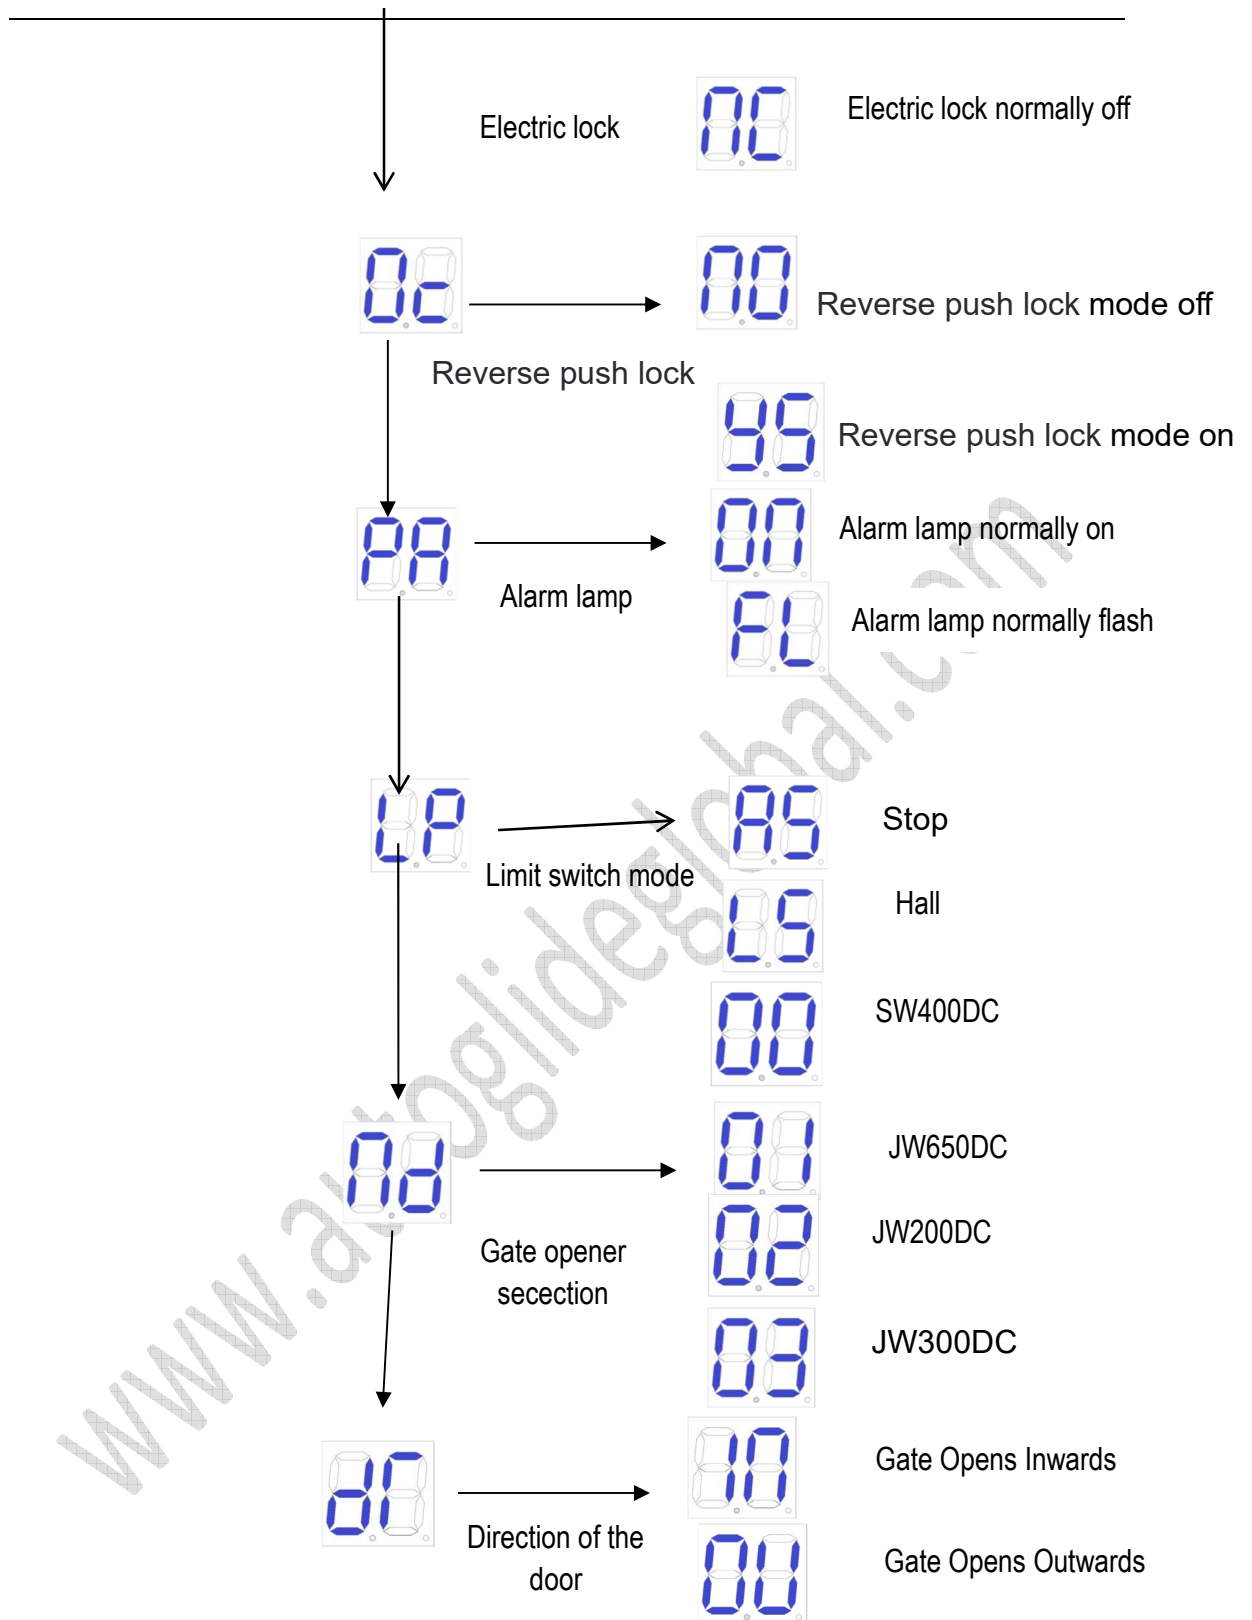 Electric lock
NC
Electric lock normally off
Oc
NO
Reverse push lock mode off
Reverse push lock
YS
Reverse push lock mode on
PA
ON
Alarm lamp normally on
Alarm lamp
FL
Alarm lamp normally flash
LP
AS
Stop
Limit switch mode
LS
Hall
00
SW400DC
01
JW650DC
Nd
02
JW200DC
Gate opener
secection
03
JW300DC
dr
IN
Gate Opens Inwards
Direction of the
door
OU
Gate Opens Outwards
www.autoglideglobal.com